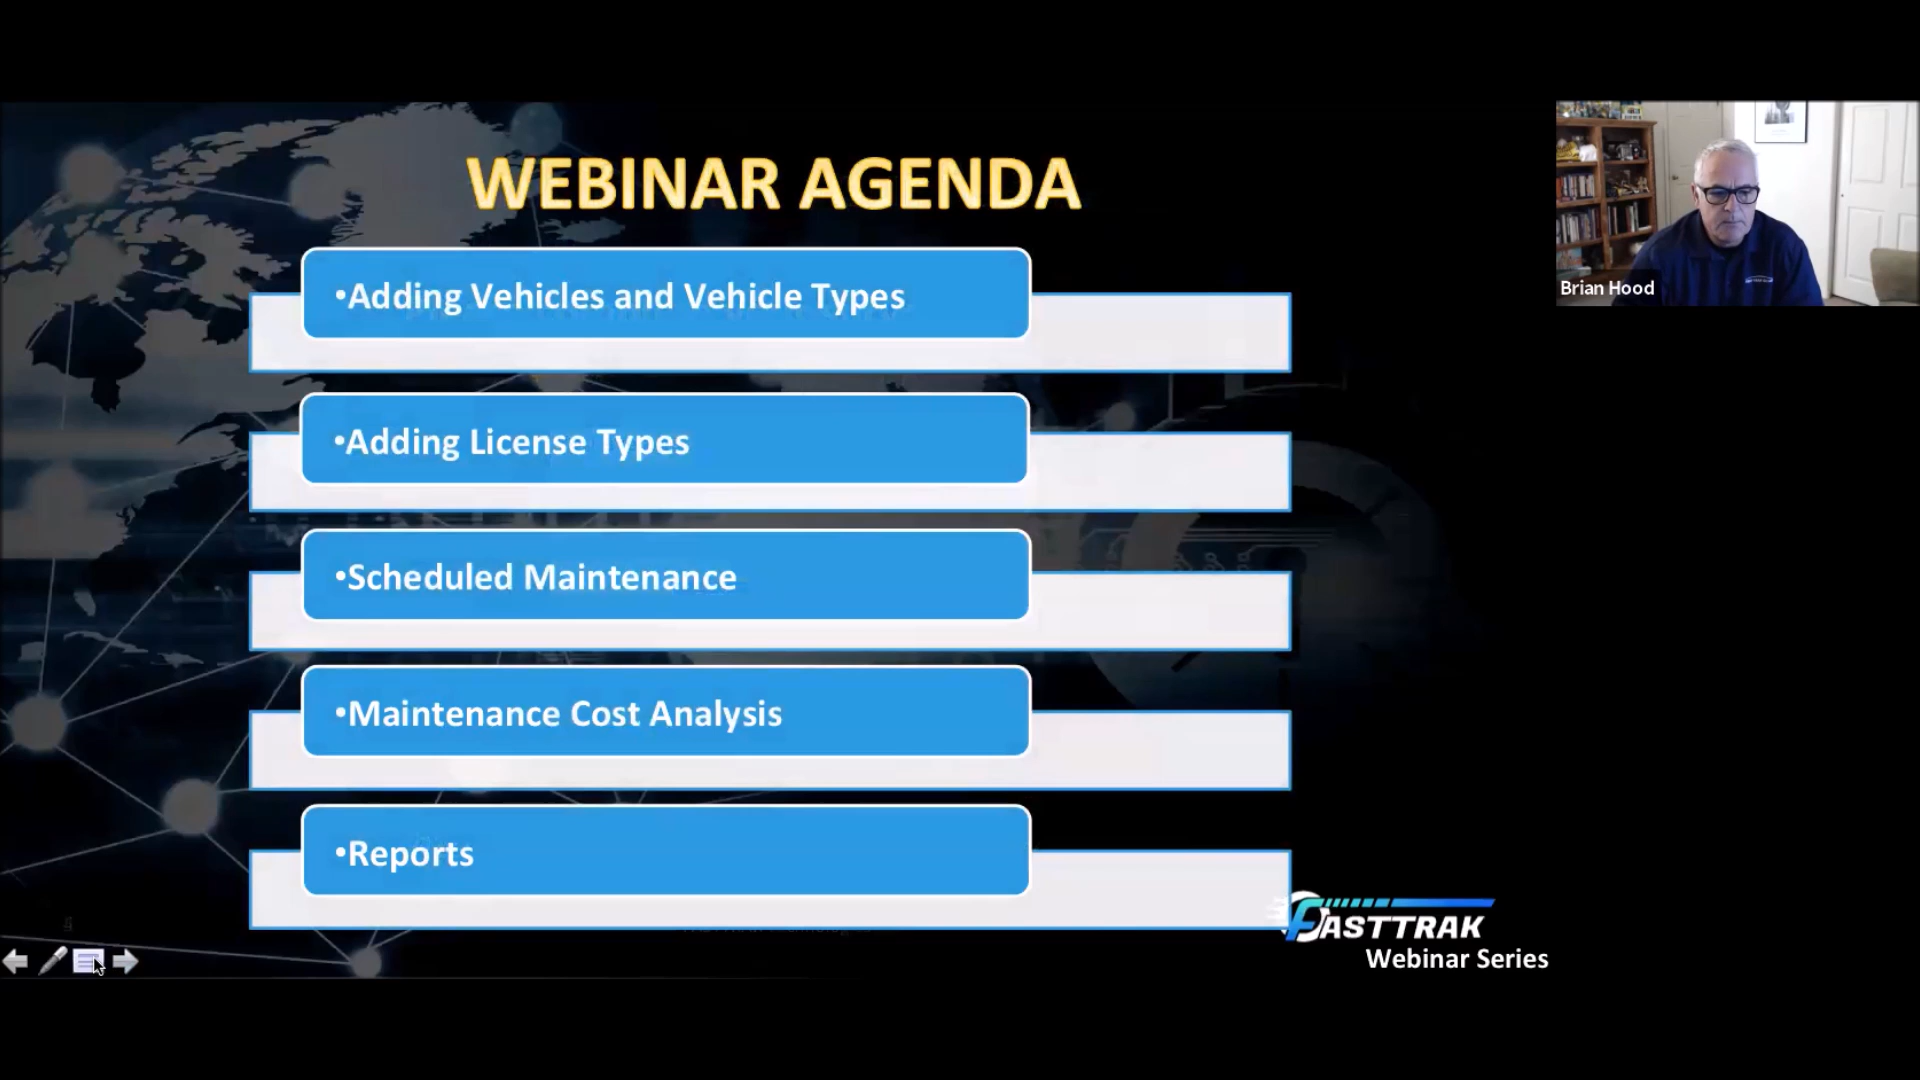 WEBINAR AGENDA
•Adding Vehicles and Vehicle Types
•Adding License Types
•Scheduled Maintenance
•Maintenance Cost Analysis
•Reports
FASTTRAK
Webinar Series
Brian Hood